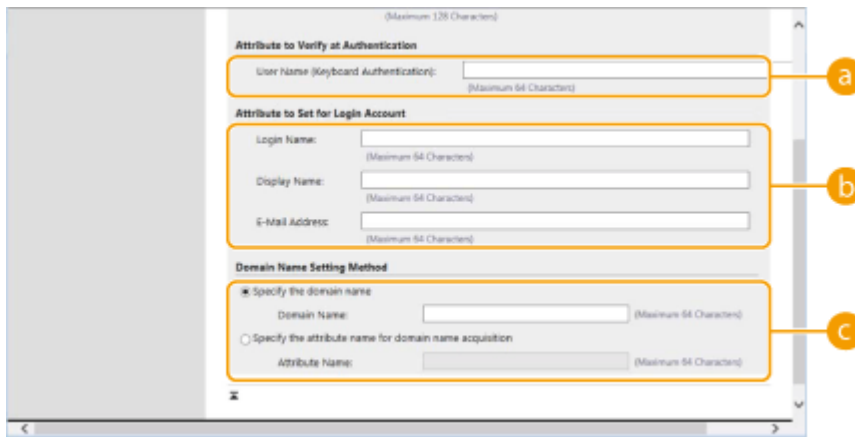 (Maximum 128 Characters)
Attribute to Verify at Authentication
User Name (Keyboard Authentication):
(Maximum 64 Characters)
a
Attribute to Set for Login Account
Login Name:
(Maximum 64 Characters)
Display Name:
(Maximum 64 Characters)
b
E-Mail Address:
(Maximum 64 Characters)
Domain Name Setting Method
Specify the domain name
Domain Name: (Maximum 64 Characters)
Specify the attribute name for domain name acquisition
c
Attribute Name: (Maximum 64 Characters)